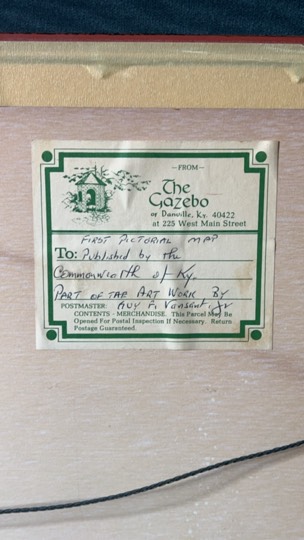 —FROM—
The
Gazebo
of Danville, Ky. 40422
at 225 West Main Street
FIRST PICTORIAL MAP
To: Published by the
Commonwealth of Ky.
PART OF THE ART WORK BY
POSTMASTER: Guy P. Vansant, Jr
CONTENTS - MERCHANDISE. This Parcel May Be
Opened For Postal Inspection If Necessary. Return
Postage Guaranteed.